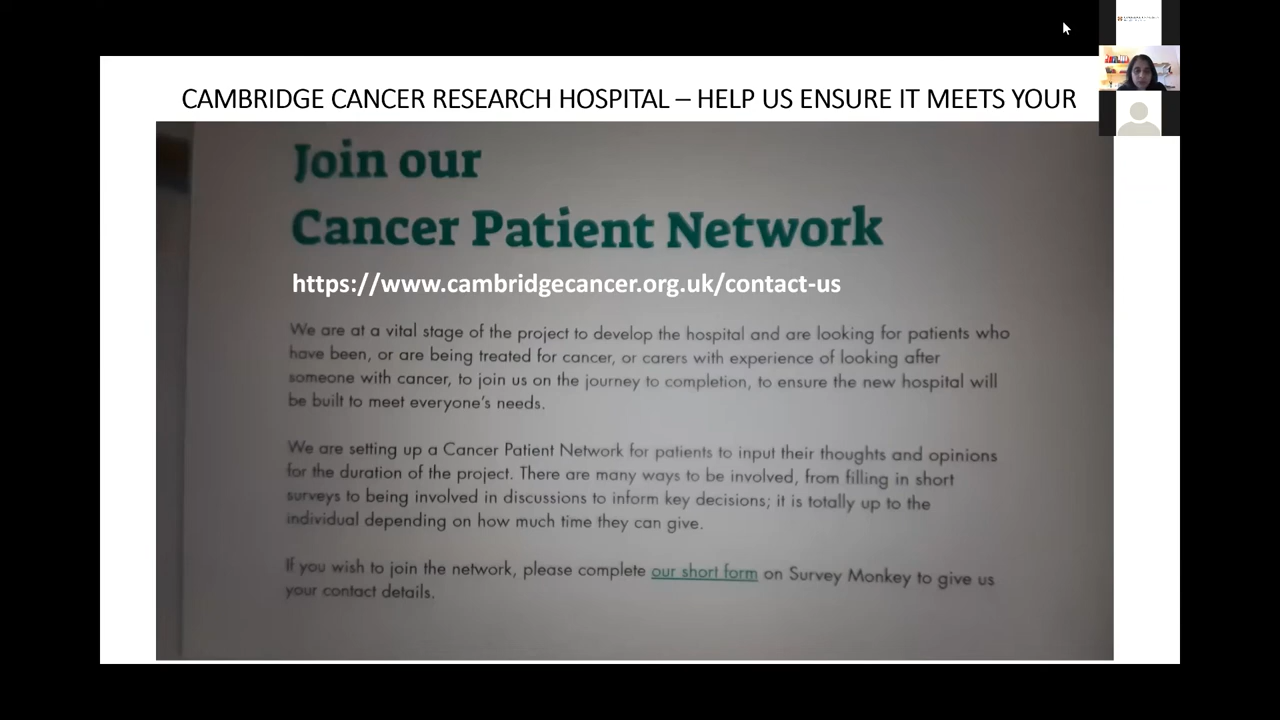 CAMBRIDGE CANCER RESEARCH HOSPITAL – HELP US ENSURE IT MEETS YOUR
Join our
Cancer Patient Network
https://www.cambridgecancer.org.uk/contact-us
We are at a vital stage of the project to develop the hospital and are looking for patients who
have been, or are being treated for cancer, or carers with experience of looking after
someone with cancer, to join us on the journey to completion, to ensure the new hospital will
be built to meet everyone's needs.
We are setting up a Cancer Patient Network for patients to input their thoughts and opinions
for the duration of the project. There are many ways to be involved, from filling in short
surveys to being involved in discussions to inform key decisions; it is totally up to the
individual depending on how much time they can give.
If you wish to join the network, please complete our short form on Survey Monkey to give us
your contact details.